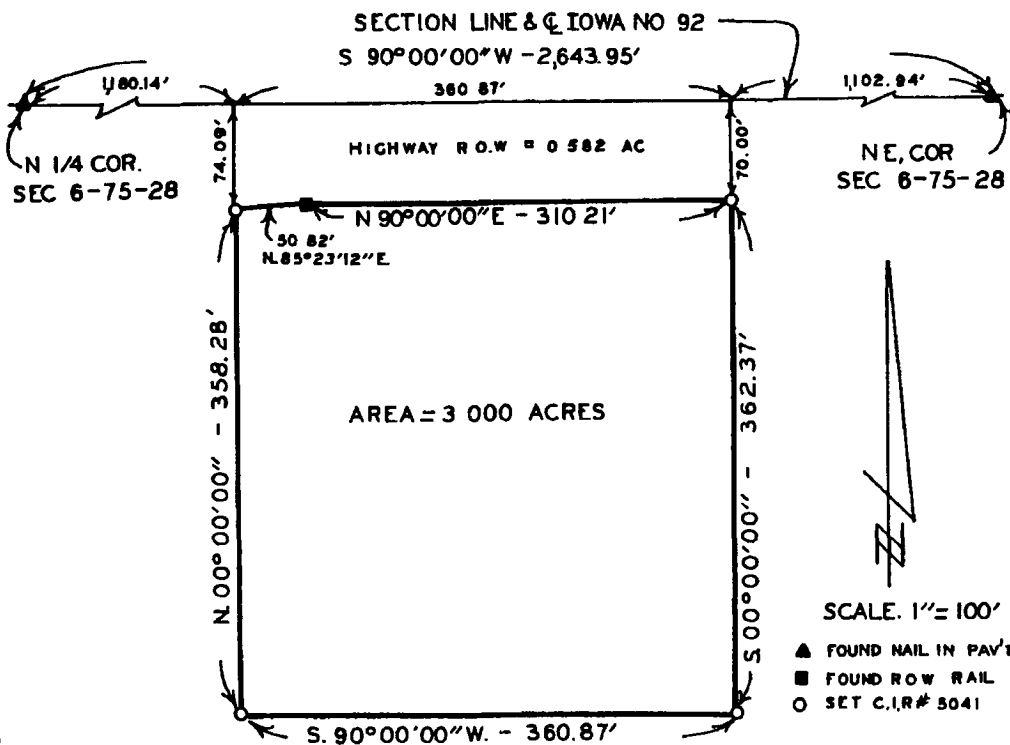 SECTION LINE & ℄ IOWA NO 92
S 90°00'00"W - 2,643.95'
1,180.14'
360 87'
1,102.94'
N 1/4 COR.
SEC 6-75-28
74.09'
HIGHWAY R O.W = 0 582 AC
70.00'
N E, COR
SEC 6-75-28
N 90°00'00"E - 310.21'
50 82'
N.85°23'12"E.
N. 00°00'00" - 358.28'
AREA = 3 000 ACRES
S. 00°00'00" - 362.37'
SCALE. 1"= 100'
▲ FOUND NAIL IN PAV'T
■ FOUND ROW RAIL
○ SET C.I.R# 5041
S. 90°00'00"W. - 360.87'